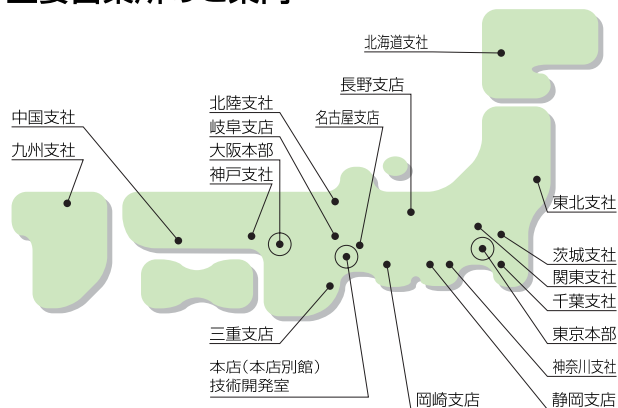 北海道支社
長野支店
北陸支社
中国支社
名古屋支店
岐阜支店
九州支社
大阪本部
神戸支社
東北支社
茨城支社
関東支社
千葉支社
三重支店
東京本部
本店(本店別館)
技術開発室
神奈川支社
岡崎支店
静岡支店